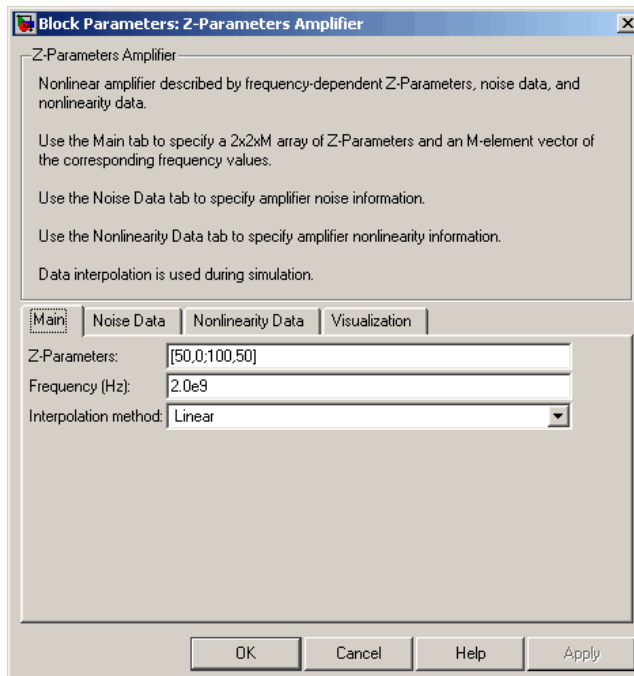 Block Parameters: Z-Parameters Amplifier
Z-Parameters Amplifier
Nonlinear amplifier described by frequency-dependent Z-Parameters, noise data, and
nonlinearity data.
Use the Main tab to specify a 2x2xM array of Z-Parameters and an M-element vector of
the corresponding frequency values.
Use the Noise Data tab to specify amplifier noise information.
Use the Nonlinearity Data tab to specify amplifier nonlinearity information.
Data interpolation is used during simulation.
Main Noise Data Nonlinearity Data Visualization
Z-Parameters: [50,0;100,50]
Frequency (Hz): 2.0e9
Interpolation method: Linear
OK Cancel Help Apply